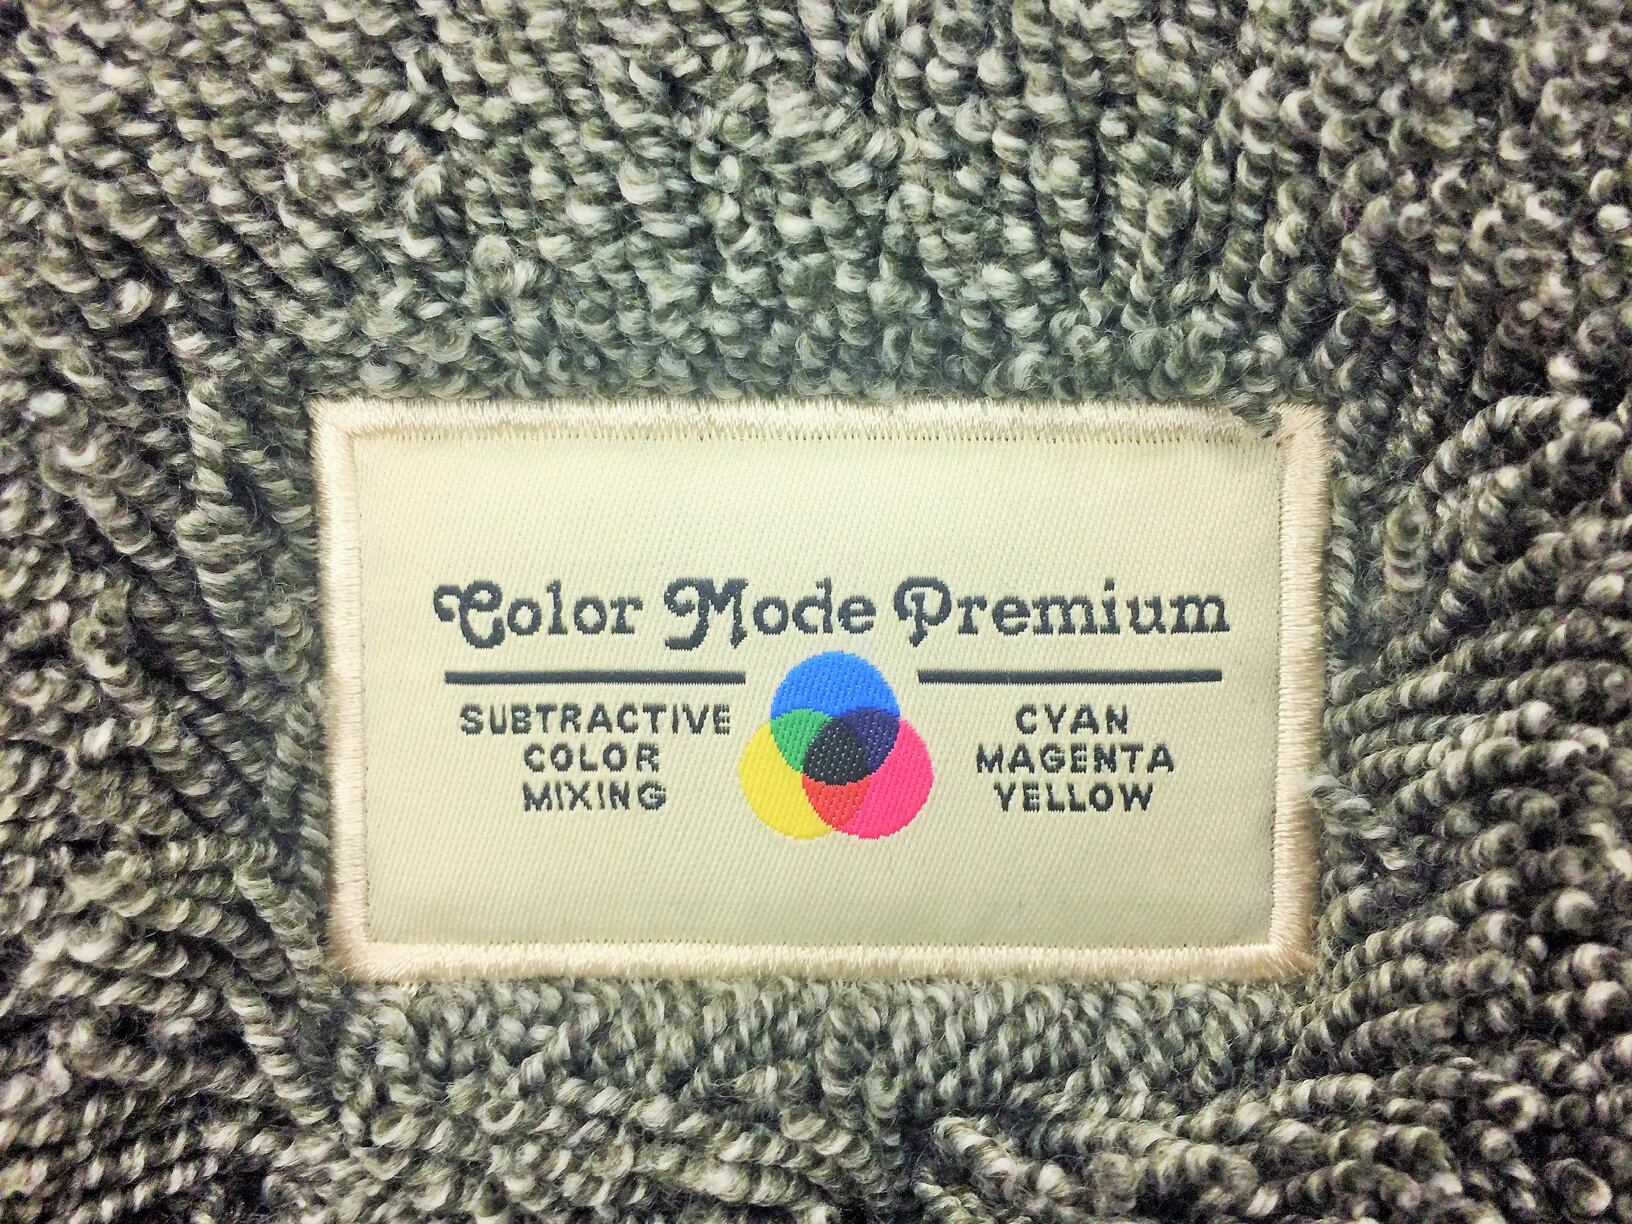 Color Mode Premium
SUBTRACTIVE
COLOR
MIXING
CYAN
MAGENTA
YELLOW